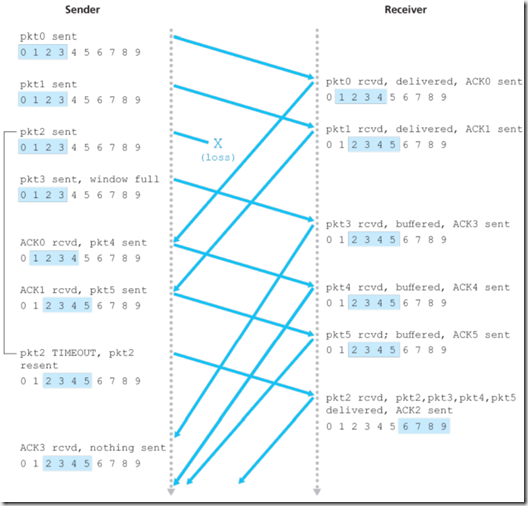 Sender
Receiver
pkt0 sent
0 1 2 3 4 5 6 7 8 9
pkt0 rcvd, delivered, ACK0 sent
0 1 2 3 4 5 6 7 8 9
pkt1 sent
0 1 2 3 4 5 6 7 8 9
pkt1 rcvd, delivered, ACK1 sent
0 1 2 3 4 5 6 7 8 9
pkt2 sent
0 1 2 3 4 5 6 7 8 9
X
(loss)
pkt3 sent, window full
0 1 2 3 4 5 6 7 8 9
pkt3 rcvd, buffered, ACK3 sent
0 1 2 3 4 5 6 7 8 9
ACK0 rcvd, pkt4 sent
0 1 2 3 4 5 6 7 8 9
pkt4 rcvd, buffered, ACK4 sent
0 1 2 3 4 5 6 7 8 9
ACK1 rcvd, pkt5 sent
0 1 2 3 4 5 6 7 8 9
pkt5 rcvd; buffered, ACK5 sent
0 1 2 3 4 5 6 7 8 9
pkt2 TIMEOUT, pkt2
resent
0 1 2 3 4 5 6 7 8 9
pkt2 rcvd, pkt2,pkt3,pkt4,pkt5
delivered, ACK2 sent
0 1 2 3 4 5 6 7 8 9
ACK3 rcvd, nothing sent
0 1 2 3 4 5 6 7 8 9